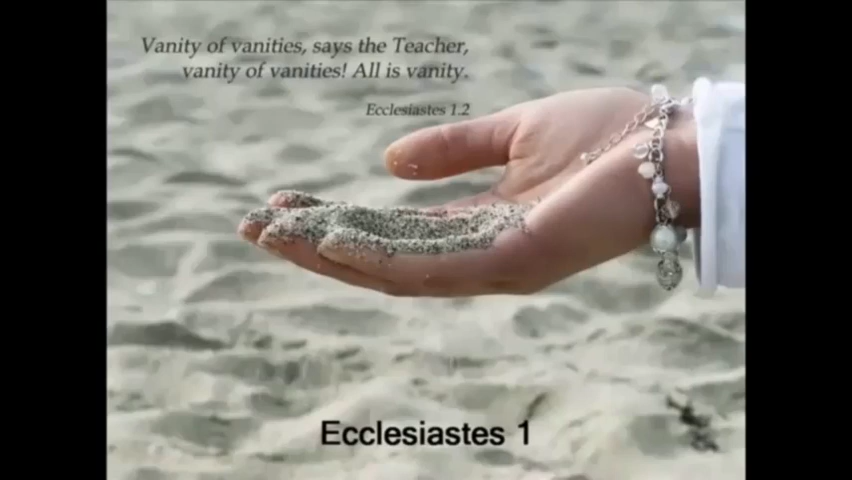 Vanity of vanities, says the Teacher,
vanity of vanities! All is vanity.
Ecclesiastes 1.2
Ecclesiastes 1